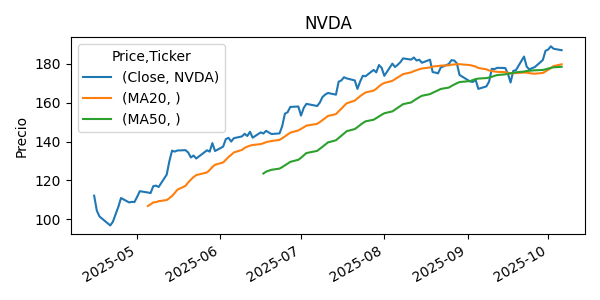 NVDA
Price,Ticker
(Close, NVDA)
(MA20, )
(MA50, )
Precio
180
160
140
120
100
2025-05
2025-06
2025-07
2025-08
2025-09
2025-10